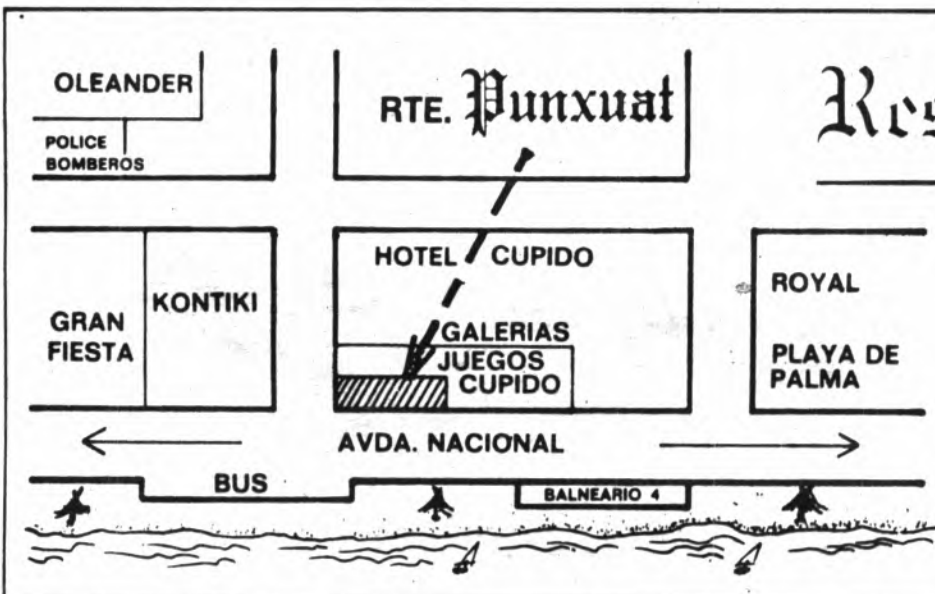 OLEANDER
POLICE
BOMBEROS
RTE. Punxuat
HOTEL CUPIDO
GRAN
FIESTA
KONTIKI
GALERIAS
JUEGOS
CUPIDO
ROYAL
PLAYA DE
PALMA
AVDA. NACIONAL
BUS
BALNEARIO 4